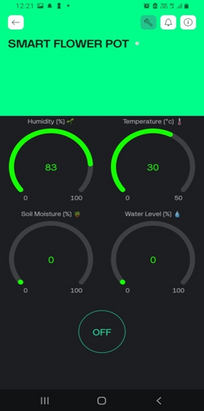 12:21
SMART FLOWER POT
Humidity (%)
Temperature (°c)
83
30
0 100
0 50
Soil Moisture (%)
Water Level (%)
0
0
0 100
0 100
OFF